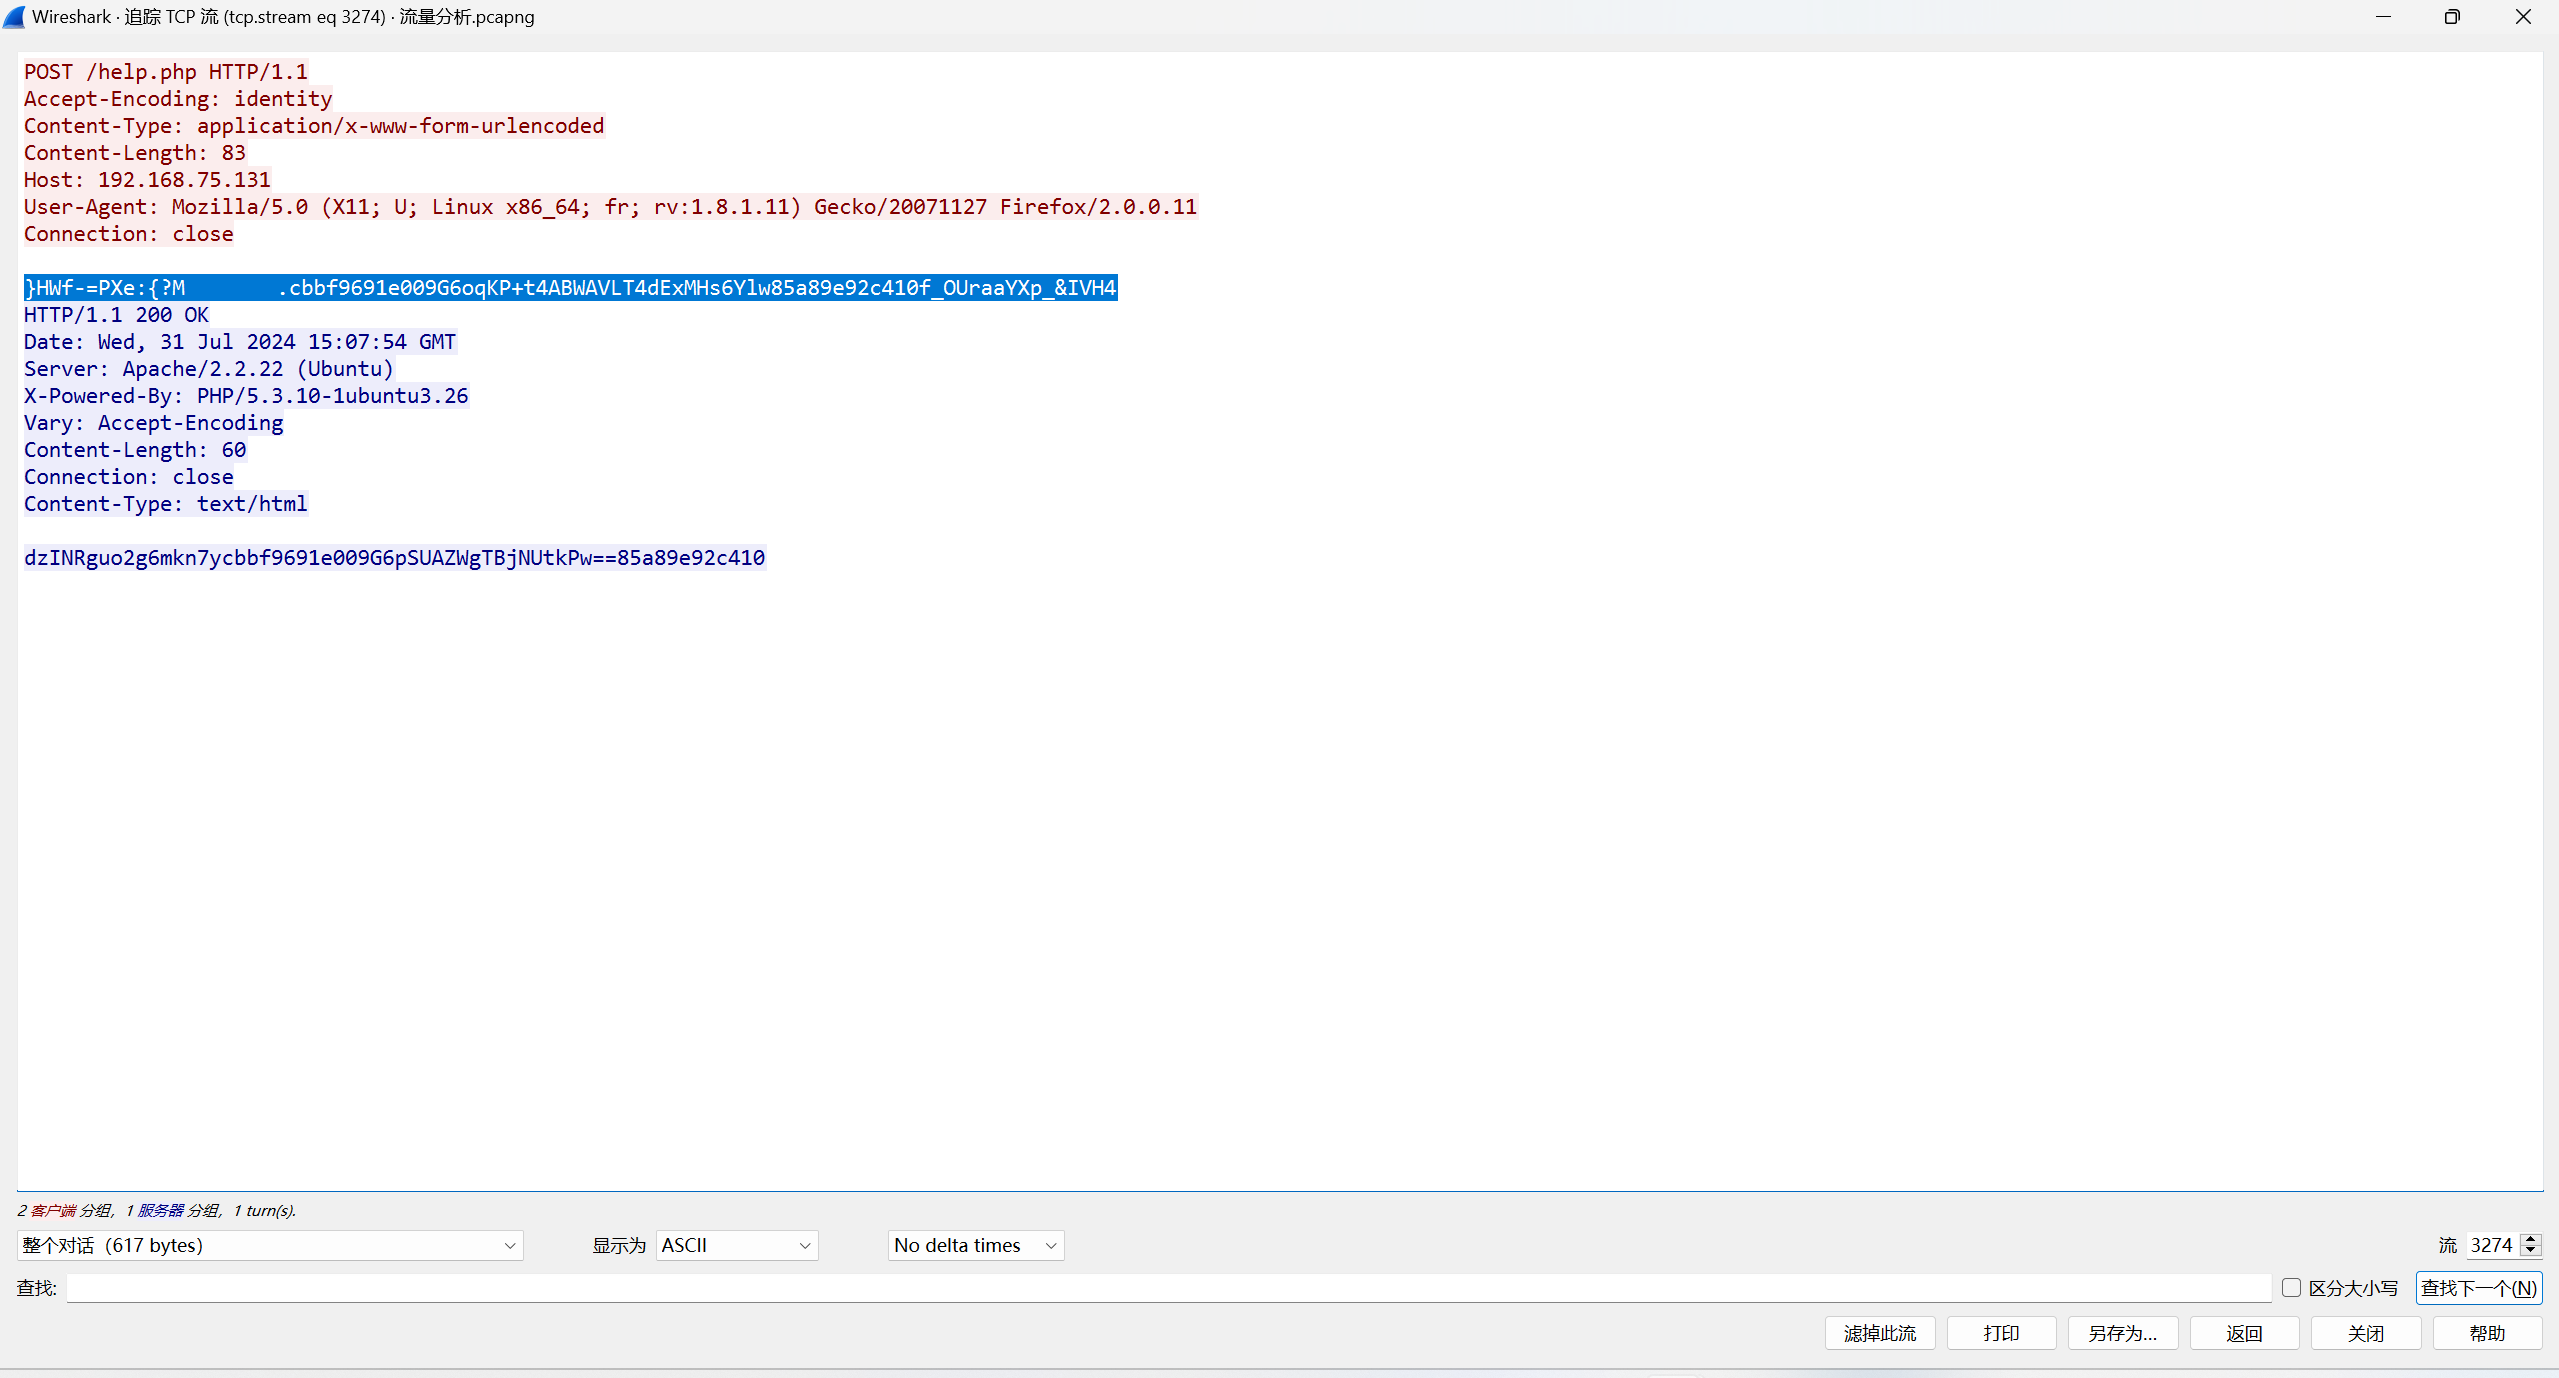 Wireshark · 追踪 TCP 流 (tcp.stream eq 3274) · 流量分析.pcapng
POST /help.php HTTP/1.1
Accept-Encoding: identity
Content-Type: application/x-www-form-urlencoded
Content-Length: 83
Host: 192.168.75.131
User-Agent: Mozilla/5.0 (X11; U; Linux x86_64; fr; rv:1.8.1.11) Gecko/20071127 Firefox/2.0.0.11
Connection: close
}HWf-=PXe:{?M	.cbbf9691e009G6oqKP+t4ABWAVLT4dExMHs6Ylw85a89e92c410f_OUraaYXp_&IVH4
HTTP/1.1 200 OK
Date: Wed, 31 Jul 2024 15:07:54 GMT
Server: Apache/2.2.22 (Ubuntu)
X-Powered-By: PHP/5.3.10-1ubuntu3.26
Vary: Accept-Encoding
Content-Length: 60
Connection: close
Content-Type: text/html
dzINRguo2g6mkn7ycbbf9691e009G6pSUAZWgTBjNUtkPw==85a89e92c410
2 客户端 分组, 1 服务器 分组, 1 turn(s).
整个对话（617 bytes） 显示为 ASCII No delta times 流 3274
查找: 区分大小写 查找下一个(N)
滤掉此流 打印 另存为… 返回 关闭 帮助